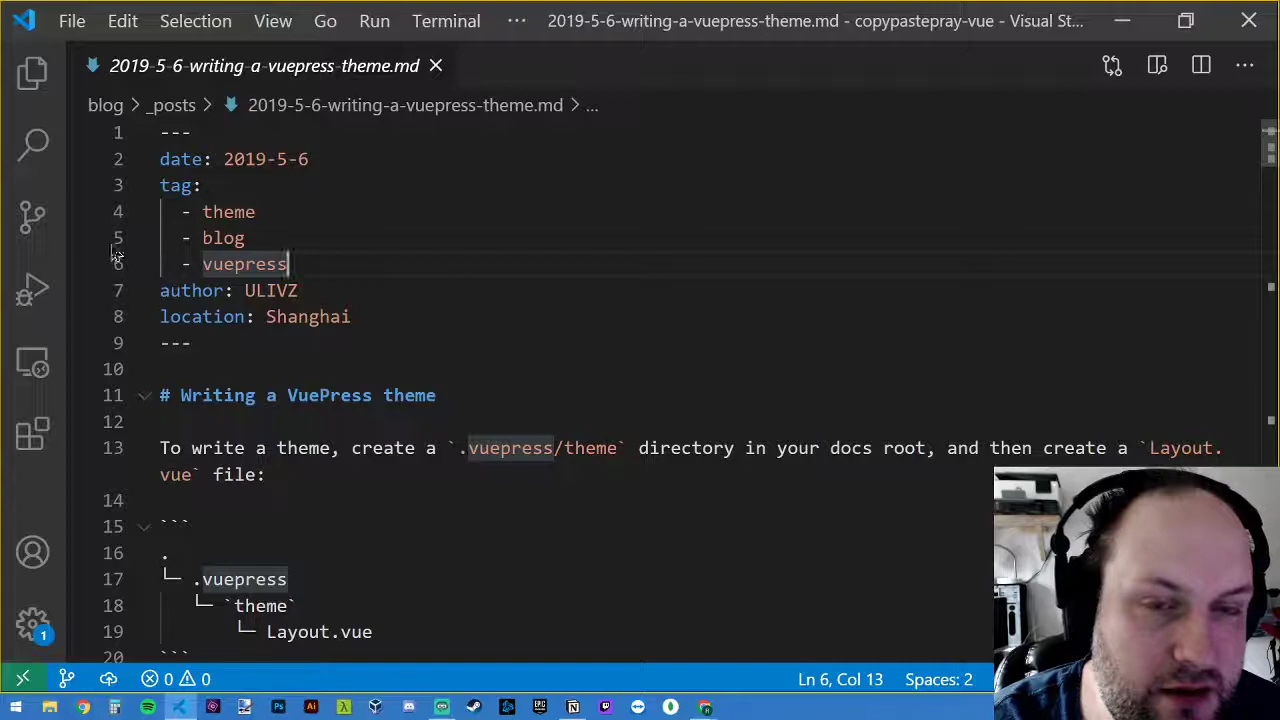 File Edit Selection View Go Run Terminal ··· 2019-5-6-writing-a-vuepress-theme.md - copypastepray-vue - Visual St...
2019-5-6-writing-a-vuepress-theme.md
blog > _posts > 2019-5-6-writing-a-vuepress-theme.md > ...
1 ---
2 date: 2019-5-6
3 tag:
4 - theme
5 - blog
6 - vuepress
7 author: ULIVZ
8 location: Shanghai
9 ---
10
11 # Writing a VuePress theme
12
13 To write a theme, create a `.vuepress/theme` directory in your docs root, and then create a `Layout.
vue` file:
14
15 ```
16 .
17 └─ .vuepress
18 └─ `theme`
19 └─ Layout.vue
20 ```
1
0 0 Ln 6, Col 13 Spaces: 2